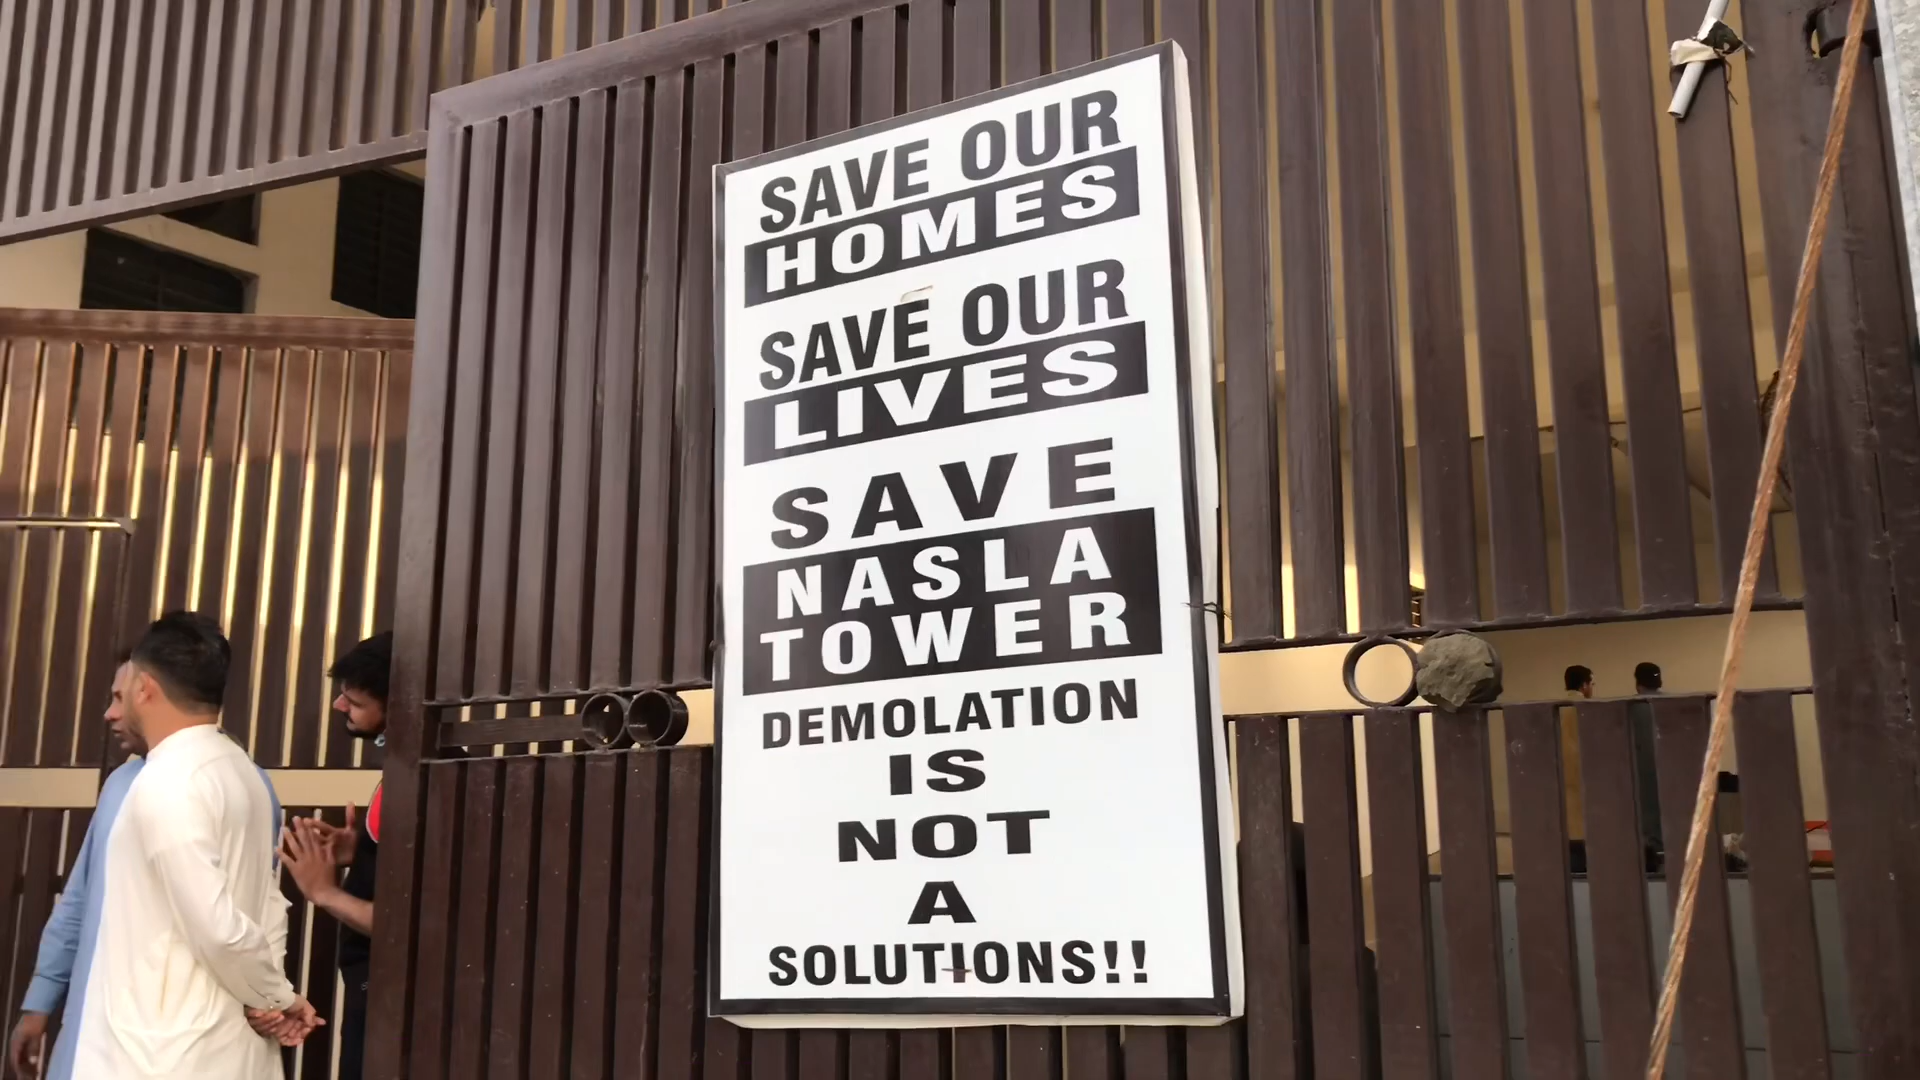 SAVE OUR
HOMES
SAVE OUR
LIVES
SAVE
NASLA
TOWER
DEMOLATION
IS
NOT
A
SOLUTIONS!!